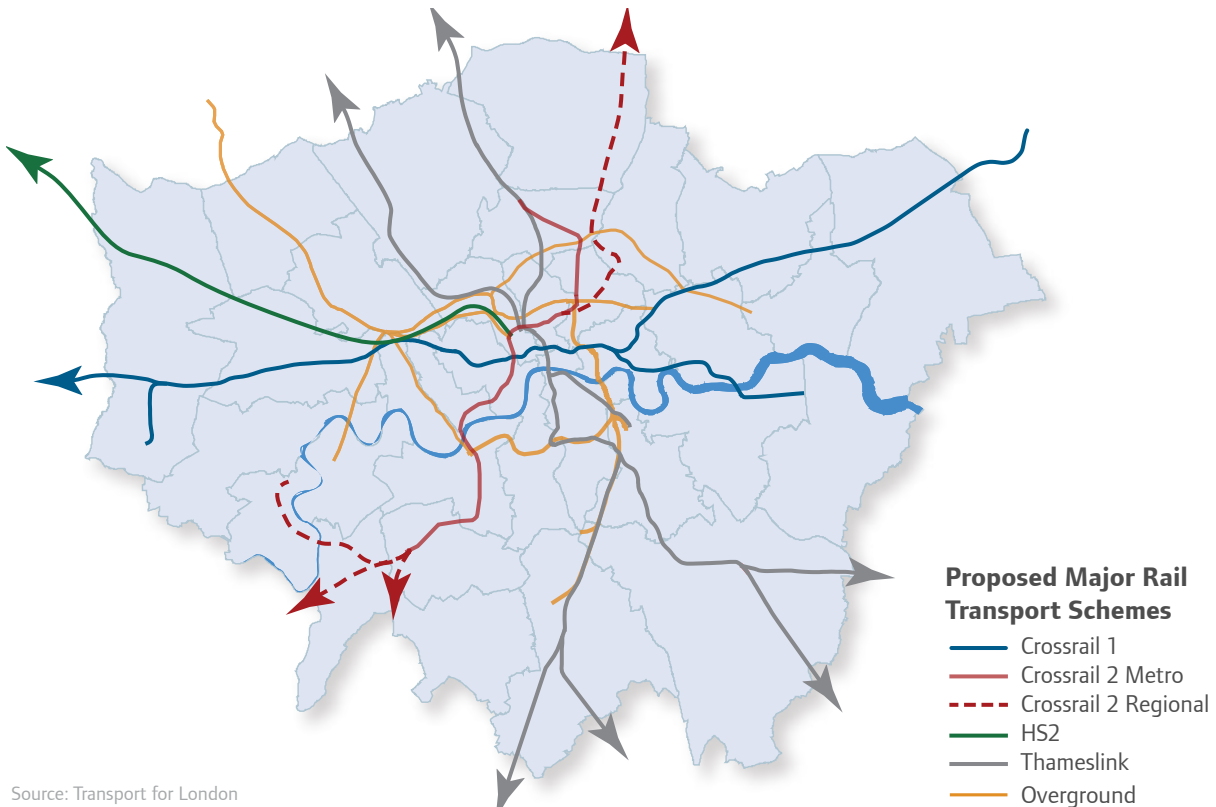 Proposed Major Rail
Transport Schemes
Crossrail 1
Crossrail 2 Metro
Crossrail 2 Regional
HS2
Thameslink
Overground
Source: Transport for London